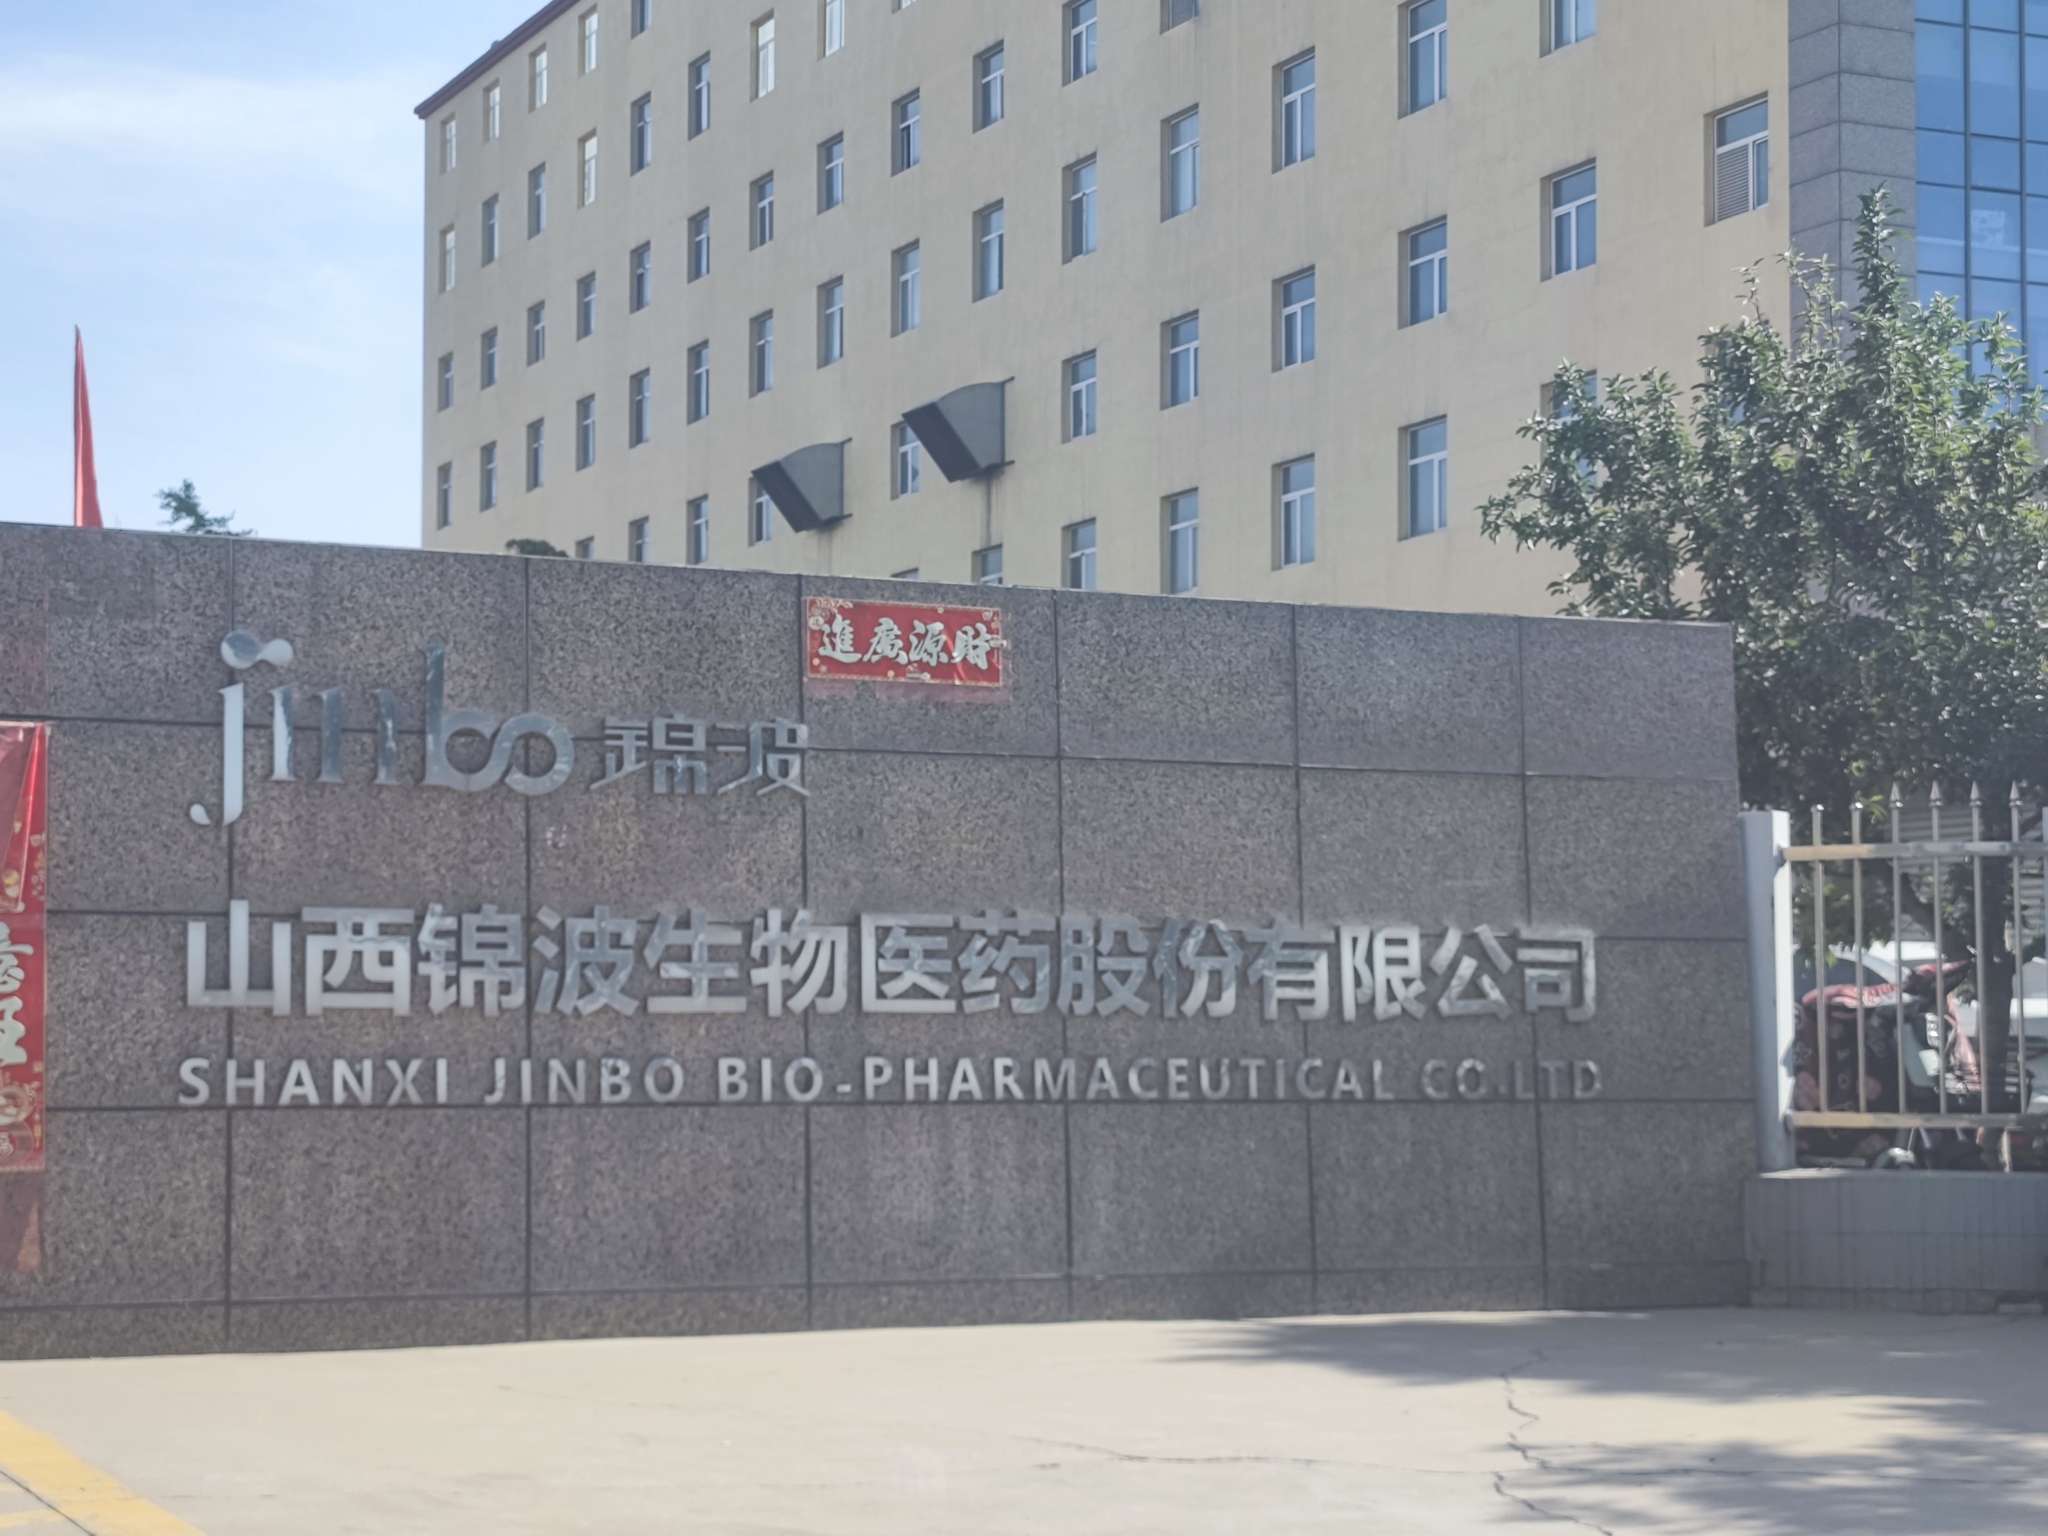 進廣源財
jinbo 錦波
山西锦波生物医药股份有限公司
SHANXI JINBO BIO-PHARMACEUTICAL CO.LTD